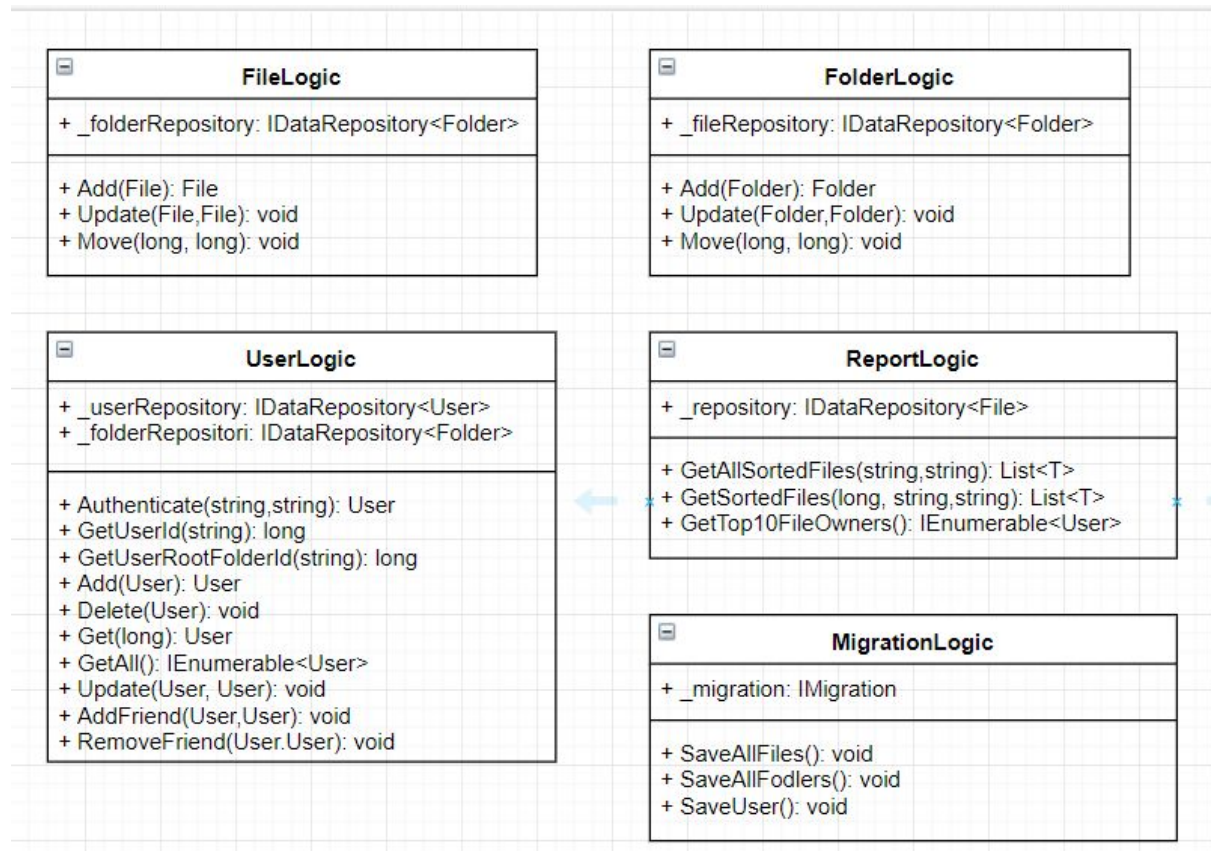 FileLogic
+ _folderRepository: IDataRepository<Folder>
+ Add(File): File
+ Update(File,File): void
+ Move(long, long): void
FolderLogic
+ _fileRepository: IDataRepository<Folder>
+ Add(Folder): Folder
+ Update(Folder,Folder): void
+ Move(long, long): void
UserLogic
+ _userRepository: IDataRepository<User>
+ _folderRepositori: IDataRepository<Folder>
+ Authenticate(string,string): User
+ GetUserId(string): long
+ GetUserRootFolderId(string): long
+ Add(User): User
+ Delete(User): void
+ Get(long): User
+ GetAll(): IEnumerable<User>
+ Update(User, User): void
+ AddFriend(User,User): void
+ RemoveFriend(User.User): void
ReportLogic
+ _repository: IDataRepository<File>
+ GetAllSortedFiles(string,string): List<T>
+ GetSortedFiles(long, string,string): List<T>
+ GetTop10FileOwners(): IEnumerable<User>
MigrationLogic
+ _migration: IMigration
+ SaveAllFiles(): void
+ SaveAllFodlers(): void
+ SaveUser(): void